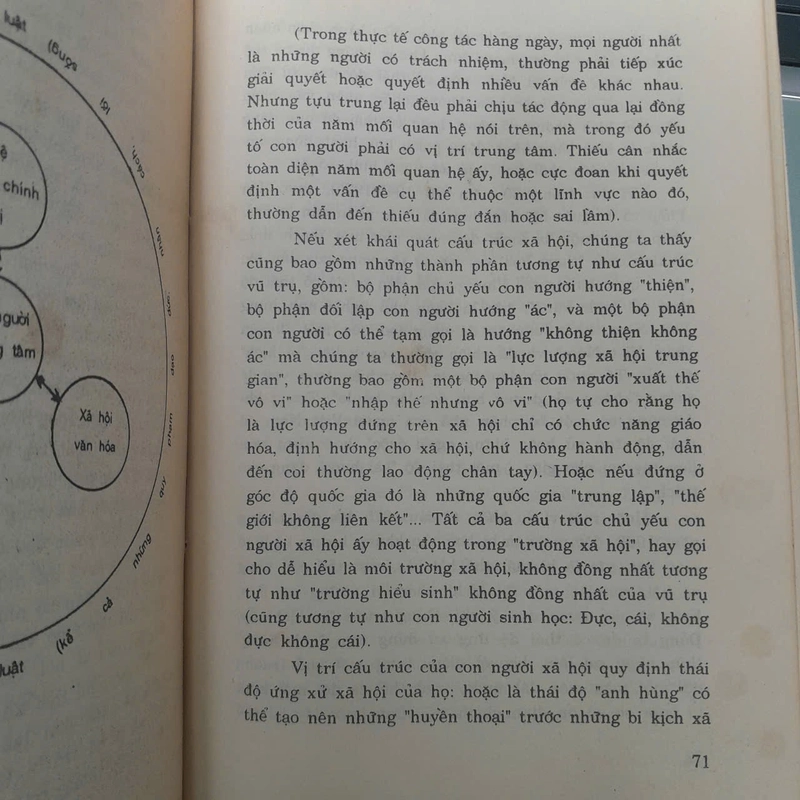 luật
(sống
tội
cách,
nhân
đức,
đạo
phạm
quy
những
cả
(kể
luật
ệ
chính
ị
người
g tâm
Xã hội
văn hóa
(Trong thực tế công tác hàng ngày, mọi người nhất
là những người có trách nhiệm, thường phải tiếp xúc
giải quyết hoặc quyết định nhiều vấn đề khác nhau.
Nhưng tựu trung lại đều phải chịu tác động qua lại đồng
thời của năm mối quan hệ nói trên, mà trong đó yếu
tố con người phải có vị trí trung tâm. Thiếu cân nhắc
toàn diện năm mối quan hệ ấy, hoặc cực đoan khi quyết
định một vấn đề cụ thể thuộc một lĩnh vực nào đó,
thường dẫn đến thiếu đúng đắn hoặc sai lầm).
Nếu xét khái quát cấu trúc xã hội, chúng ta thấy
cũng bao gồm những thành phần tương tự như cấu trúc
vũ trụ, gồm: bộ phận chủ yếu con người hướng "thiện",
bộ phận đối lập con người hướng "ác", và một bộ phận
con người có thể tạm gọi là hướng "không thiện không
ác" mà chúng ta thường gọi là "lực lượng xã hội trung
gian", thường bao gồm một bộ phận con người "xuất thế
vô vi" hoặc "nhập thế nhưng vô vi" (họ tự cho rằng họ
là lực lượng đứng trên xã hội chỉ có chức năng giáo
hóa, định hướng cho xã hội, chứ không hành động, dẫn
đến coi thường lao động chân tay). Hoặc nếu đứng ở
góc độ quốc gia đó là những quốc gia "trung lập", "thế
giới không liên kết"... Tất cả ba cấu trúc chủ yếu con
người xã hội ấy hoạt động trong "trường xã hội", hay gọi
cho dễ hiểu là môi trường xã hội, không đồng nhất tương
tự như "trường hiếu sinh" không đồng nhất của vũ trụ
(cũng tương tự như con người sinh học: Đực, cái, không
đực không cái).
Vị trí cấu trúc của con người xã hội quy định thái
độ ứng xử xã hội của họ: hoặc là thái độ "anh hùng" có
thể tạo nên những "huyền thoại" trước những bi kịch xã
71